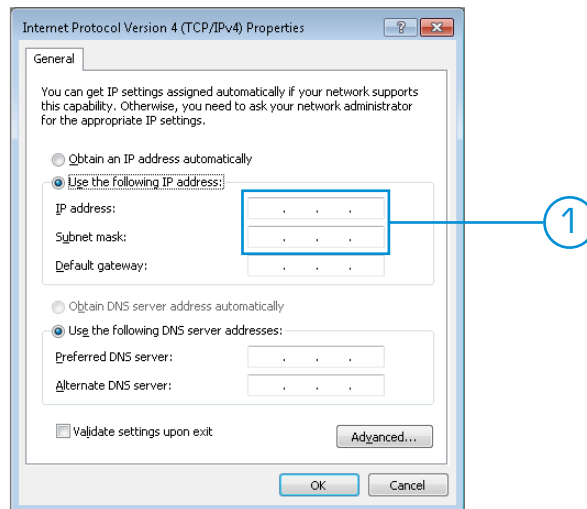 Internet Protocol Version 4 (TCP/IPv4) Properties
General
You can get IP settings assigned automatically if your network supports
this capability. Otherwise, you need to ask your network administrator
for the appropriate IP settings.
Obtain an IP address automatically
Use the following IP address:
IP address:
. . .
1
Subnet mask:
. . .
Default gateway:
. . .
Obtain DNS server address automatically
Use the following DNS server addresses:
Preferred DNS server:
. . .
Alternate DNS server:
. . .
Validate settings upon exit
Advanced...
OK
Cancel